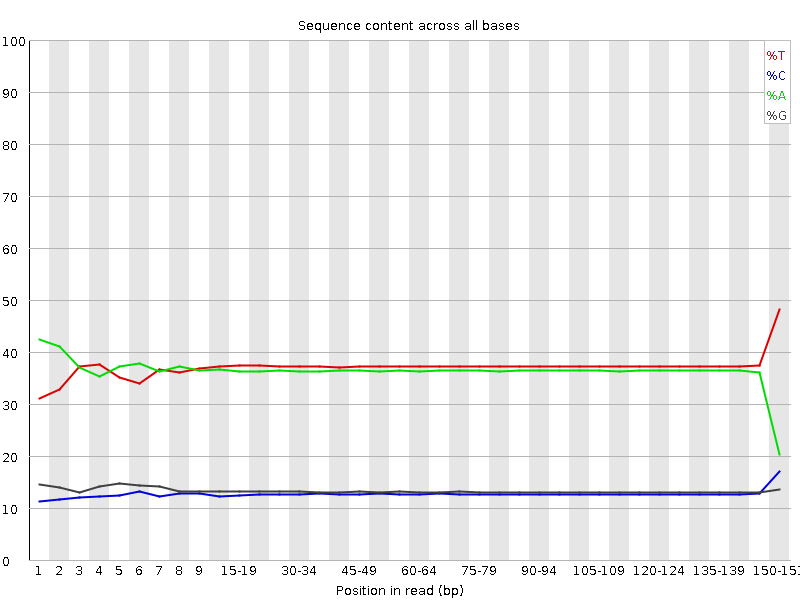 Sequence content across all bases
100
90
80
70
60
50
40
30
20
10
0
%T
%C
%A
%G
1 2 3 4 5 6 7 8 9 15-19 30-34 45-49 60-64 75-79 90-94 105-109 120-124 135-139 150-151
Position in read (bp)